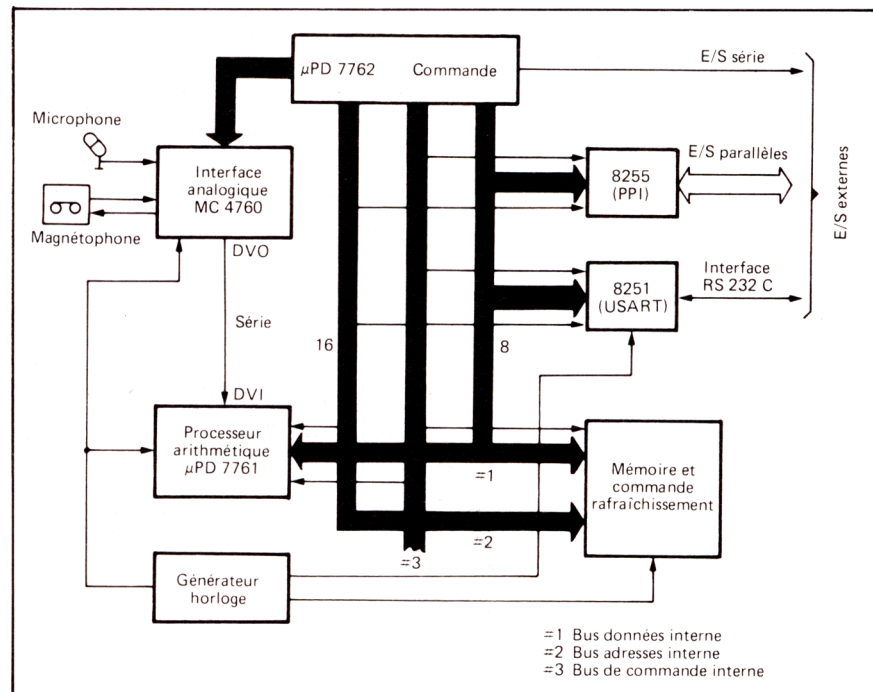 µPD 7762 Commande
E/S série
Microphone
Interface
analogique
MC 4760
Magnétophone
DVO
8255
(PPI)
E/S parallèles
E/S externes
8251
(USART)
Interface
RS 232 C
Série
16
8
DVI
Processeur
arithmétique
µPD 7761
=1
Mémoire et
commande
rafraîchissement
=2
=3
Générateur
horloge
=1 Bus données interne
=2 Bus adresses interne
=3 Bus de commande interne